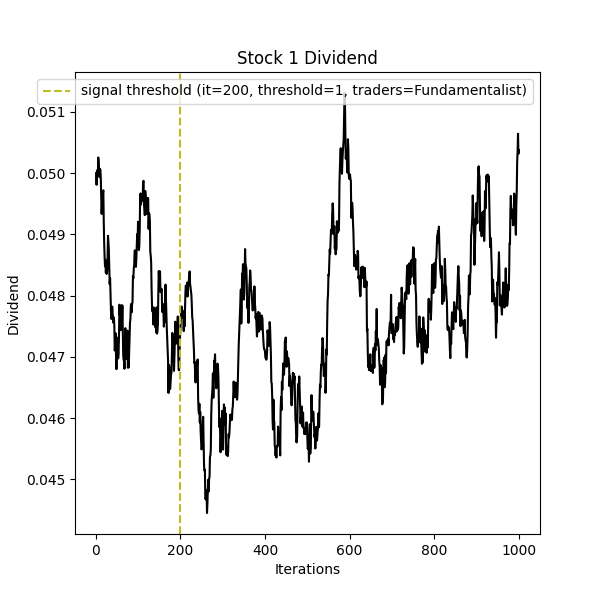 Stock 1 Dividend
signal threshold (it=200, threshold=1, traders=Fundamentalist)
0.051
0.050
0.049
0.048
0.047
0.046
0.045
Dividend
0 200 400 600 800 1000
Iterations